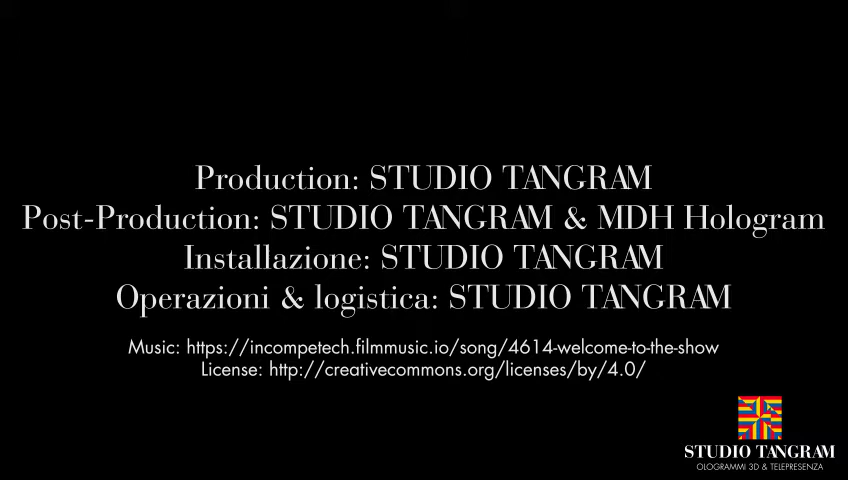 Production: STUDIO TANGRAM
Post-Production: STUDIO TANGRAM & MDH Hologram
Installazione: STUDIO TANGRAM
Operazioni & logistica: STUDIO TANGRAM
Music: https://incompetech.filmmusic.io/song/4614-welcome-to-the-show
License: http://creativecommons.org/licenses/by/4.0/
STUDIO TANGRAM
OLOGRAMMI 3D & TELEPRESENZA